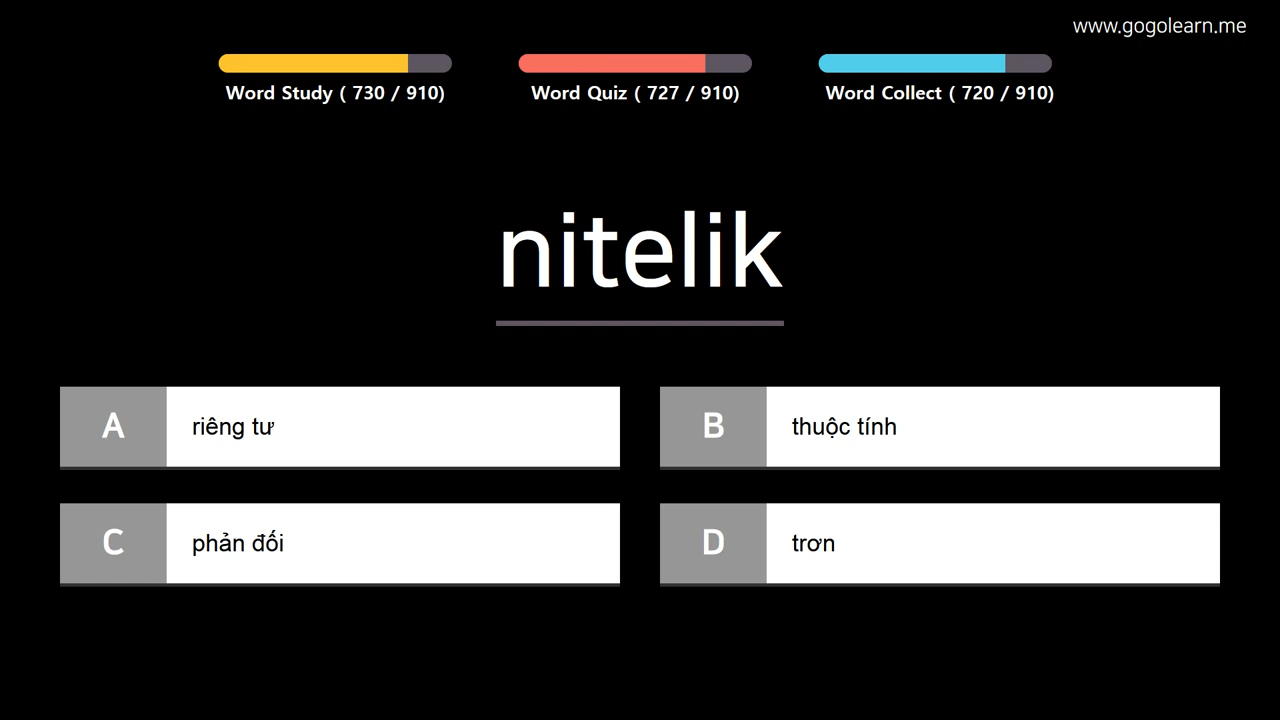 www.gogolearn.me
Word Study ( 730 / 910)
Word Quiz ( 727 / 910)
Word Collect ( 720 / 910)
nitelik
A riêng tư
B thuộc tính
C phản đối
D trơn